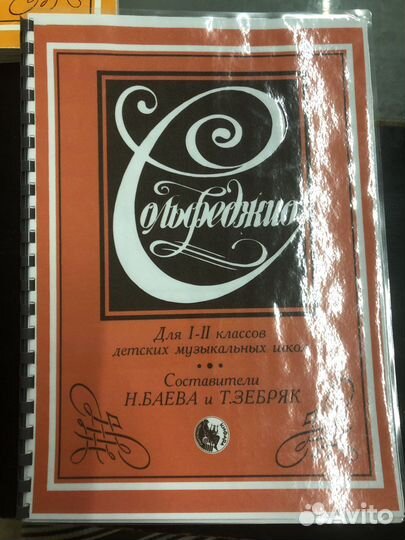 Сольфеджио
Для I-II классов
детских музыкальных школ
Составители
Н.БАЕВА и Т.ЗЕБРЯК
Avito